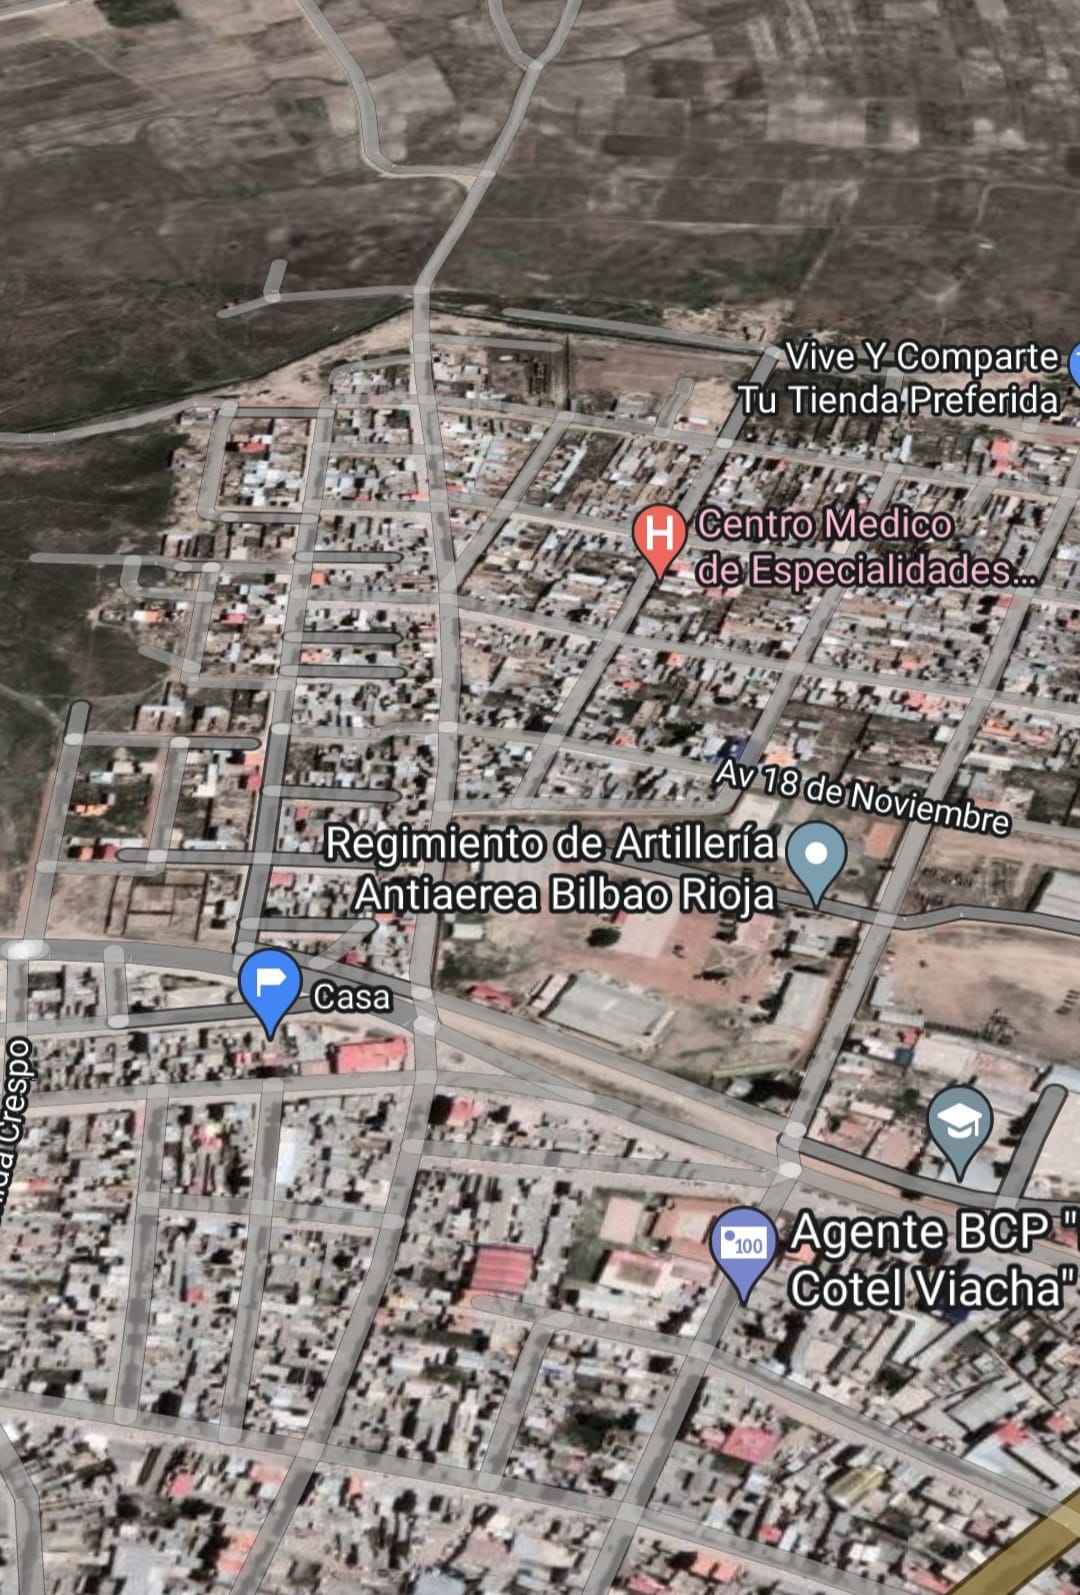 Vive Y Comparte
Tu Tienda Preferida
H
Centro Medico
de Especialidades...
Av 18 de Noviembre
Regimiento de Artillería
Antiaerea Bilbao Rioja
Casa
Crespo
100
Agente BCP "
Cotel Viacha"